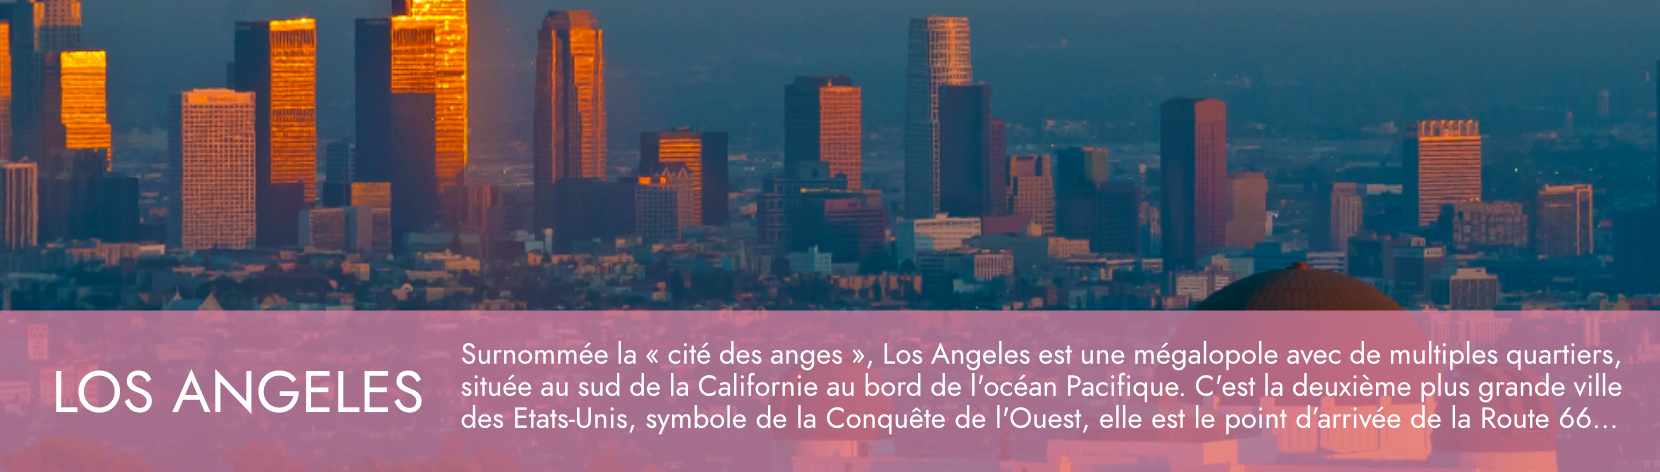 LOS ANGELES
Surnommée la « cité des anges », Los Angeles est une mégalopole avec de multiples quartiers,
située au sud de la Californie au bord de l'océan Pacifique. C'est la deuxième plus grande ville
des Etats-Unis, symbole de la Conquête de l'Ouest, elle est le point d'arrivée de la Route 66...